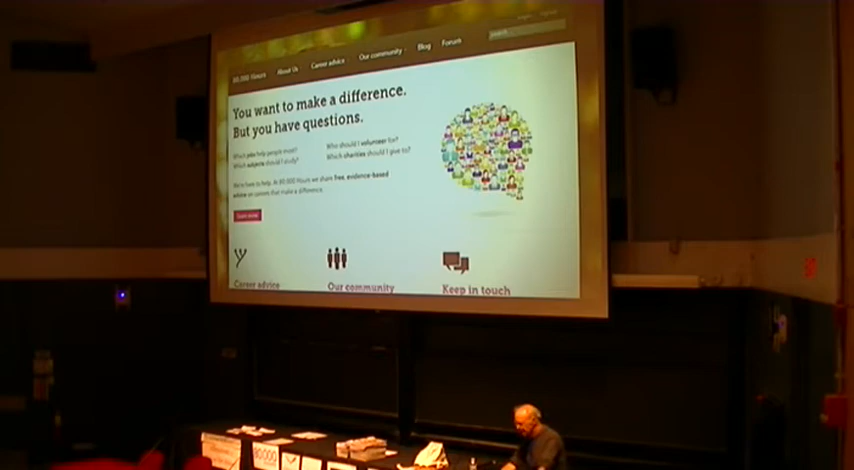 80,000 Hours About Us Career advice Our community Blog Forum
You want to make a difference.
But you have questions.
Which jobs help people most? Who should I volunteer for?
Which subjects should I study? Which charities should I give to?
We're here to help. At 80,000 Hours we share free, evidence-based
advice on careers that make a difference.
Career advice Our community Keep in touch
80,000